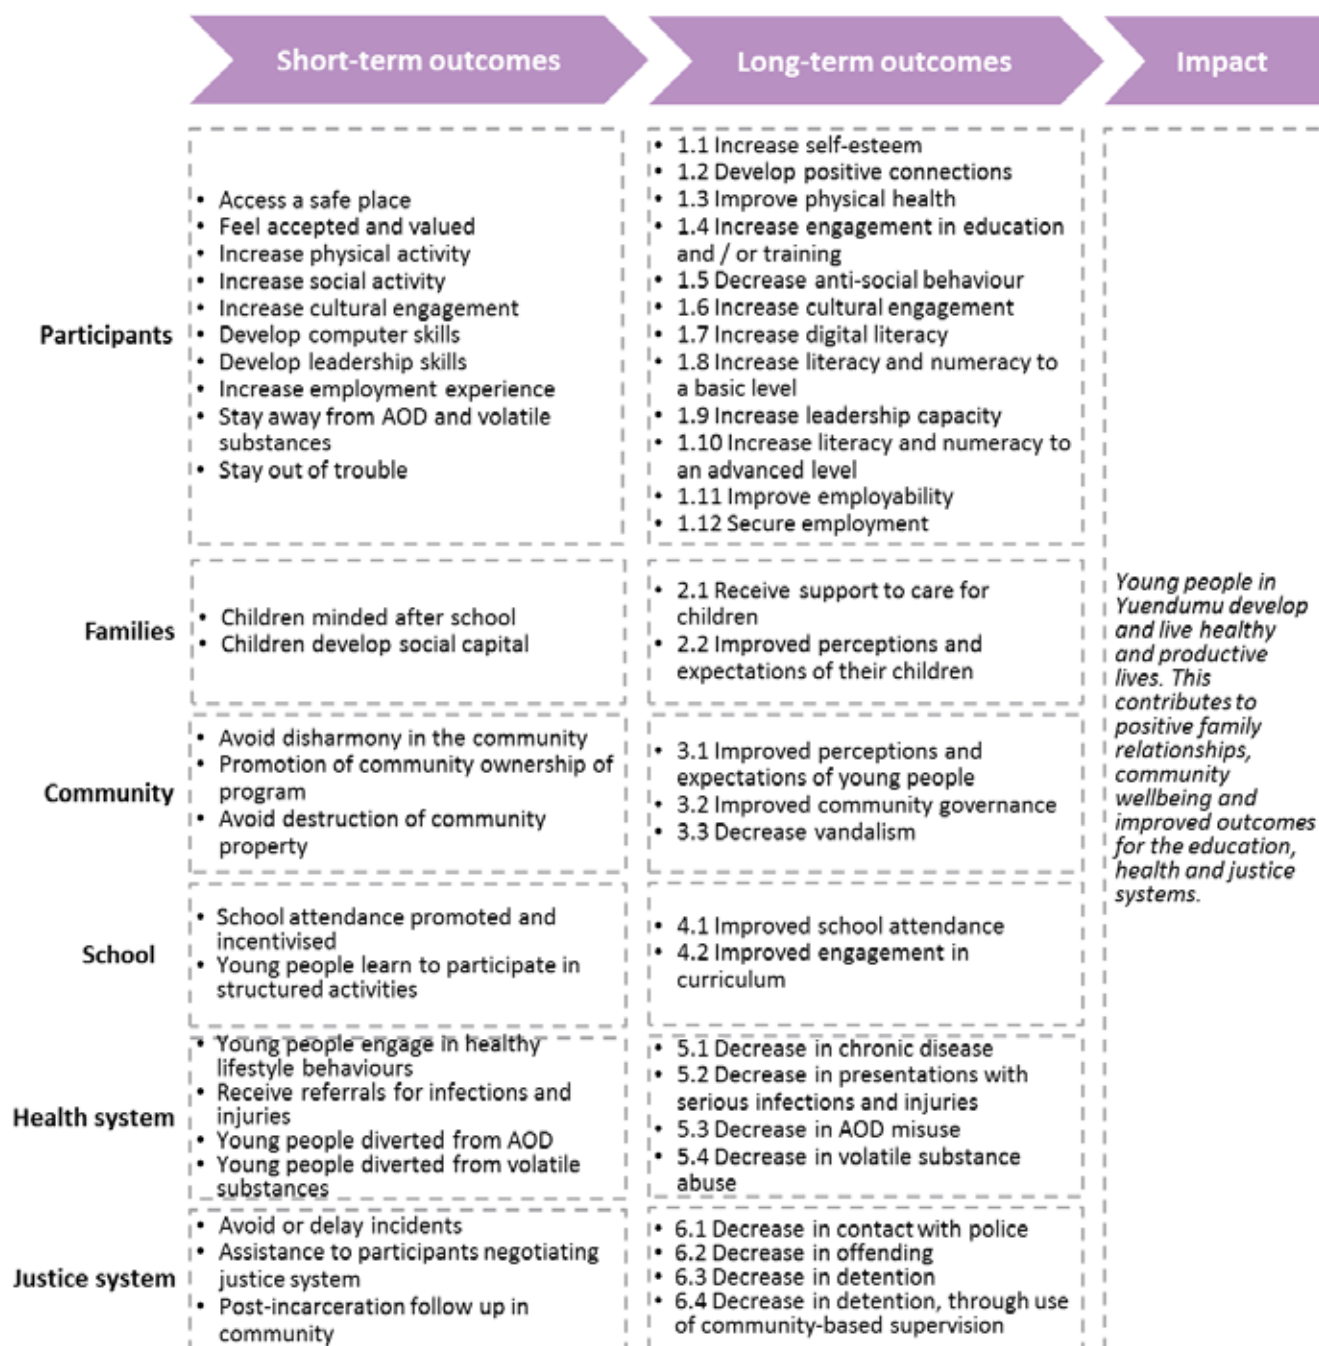 Short-term outcomes
Long-term outcomes
Impact
Participants
• Access a safe place
• Feel accepted and valued
• Increase physical activity
• Increase social activity
• Increase cultural engagement
• Develop computer skills
• Develop leadership skills
• Increase employment experience
• Stay away from AOD and volatile
substances
• Stay out of trouble
• 1.1 Increase self-esteem
• 1.2 Develop positive connections
• 1.3 Improve physical health
• 1.4 Increase engagement in education
and / or training
• 1.5 Decrease anti-social behaviour
• 1.6 Increase cultural engagement
• 1.7 Increase digital literacy
• 1.8 Increase literacy and numeracy to
a basic level
• 1.9 Increase leadership capacity
• 1.10 Increase literacy and numeracy to
an advanced level
• 1.11 Improve employability
• 1.12 Secure employment
Families
• Children minded after school
• Children develop social capital
• 2.1 Receive support to care for
children
• 2.2 Improved perceptions and
expectations of their children
Community
• Avoid disharmony in the community
• Promotion of community ownership of
program
• Avoid destruction of community
property
• 3.1 Improved perceptions and
expectations of young people
• 3.2 Improved community governance
• 3.3 Decrease vandalism
School
• School attendance promoted and
incentivised
• Young people learn to participate in
structured activities
• 4.1 Improved school attendance
• 4.2 Improved engagement in
curriculum
Health system
• Young people engage in healthy
lifestyle behaviours
• Receive referrals for infections and
injuries
• Young people diverted from AOD
• Young people diverted from volatile
substances
• 5.1 Decrease in chronic disease
• 5.2 Decrease in presentations with
serious infections and injuries
• 5.3 Decrease in AOD misuse
• 5.4 Decrease in volatile substance
abuse
Justice system
• Avoid or delay incidents
• Assistance to participants negotiating
justice system
• Post-incarceration follow up in
community
• 6.1 Decrease in contact with police
• 6.2 Decrease in offending
• 6.3 Decrease in detention
• 6.4 Decrease in detention, through use
of community-based supervision
Young people in
Yuendumu develop
and live healthy
and productive
lives. This
contributes to
positive family
relationships,
community
wellbeing and
improved outcomes
for the education,
health and justice
systems.